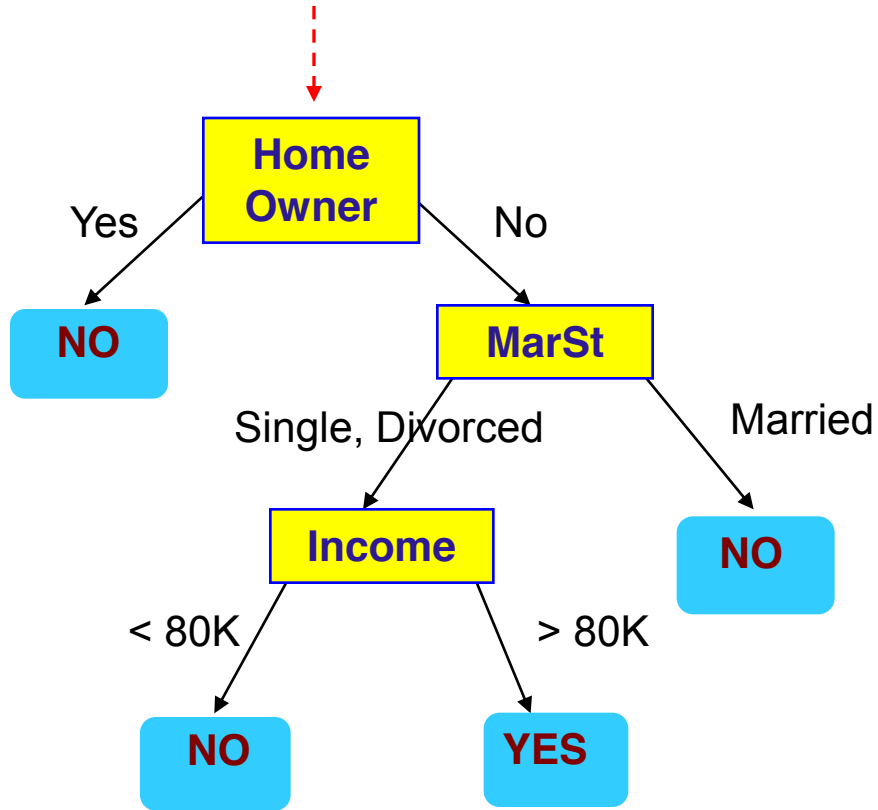 Home
Owner
Yes
No
NO
MarSt
Single, Divorced
Married
Income
NO
< 80K
> 80K
NO
YES